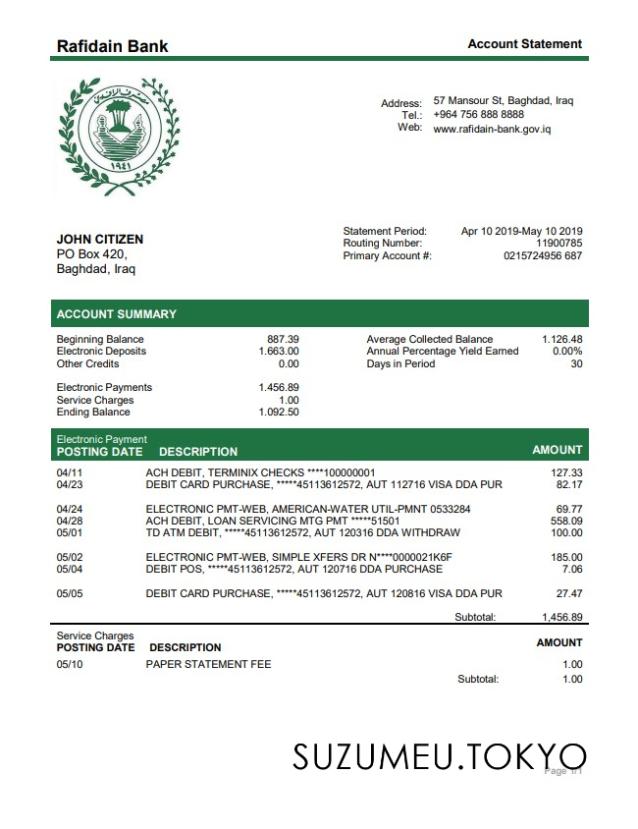 Rafidain Bank
Account Statement
مصرف الرافدين
١٩٤١
Address: 57 Mansour St, Baghdad, Iraq
Tel.: +964 756 888 8888
Web: www.rafidain-bank.gov.iq
JOHN CITIZEN
PO Box 420,
Baghdad, Iraq
Statement Period: Apr 10 2019-May 10 2019
Routing Number: 11900785
Primary Account #: 0215724956 687
ACCOUNT SUMMARY
Beginning Balance 887.39
Electronic Deposits 1.663.00
Other Credits 0.00
Electronic Payments 1.456.89
Service Charges 1.00
Ending Balance 1.092.50
Average Collected Balance 1.126.48
Annual Percentage Yield Earned 0.00%
Days in Period 30
Electronic Payment
POSTING DATE DESCRIPTION AMOUNT
04/11 ACH DEBIT, TERMINIX CHECKS ****100000001 127.33
04/23 DEBIT CARD PURCHASE, *****45113612572, AUT 112716 VISA DDA PUR 82.17
04/24 ELECTRONIC PMT-WEB, AMERICAN-WATER UTIL-PMNT 0533284 69.77
04/28 ACH DEBIT, LOAN SERVICING MTG PMT *****51501 558.09
05/01 TD ATM DEBIT, *****45113612572, AUT 120316 DDA WITHDRAW 100.00
05/02 ELECTRONIC PMT-WEB, SIMPLE XFERS DR N****0000021K6F 185.00
05/04 DEBIT POS, *****45113612572, AUT 120716 DDA PURCHASE 7.06
05/05 DEBIT CARD PURCHASE, *****45113612572, AUT 120816 VISA DDA PUR 27.47
Subtotal: 1,456.89
Service Charges
POSTING DATE DESCRIPTION AMOUNT
05/10 PAPER STATEMENT FEE 1.00
Subtotal: 1.00
SUZUMEU.TOKYO
Page 1/1